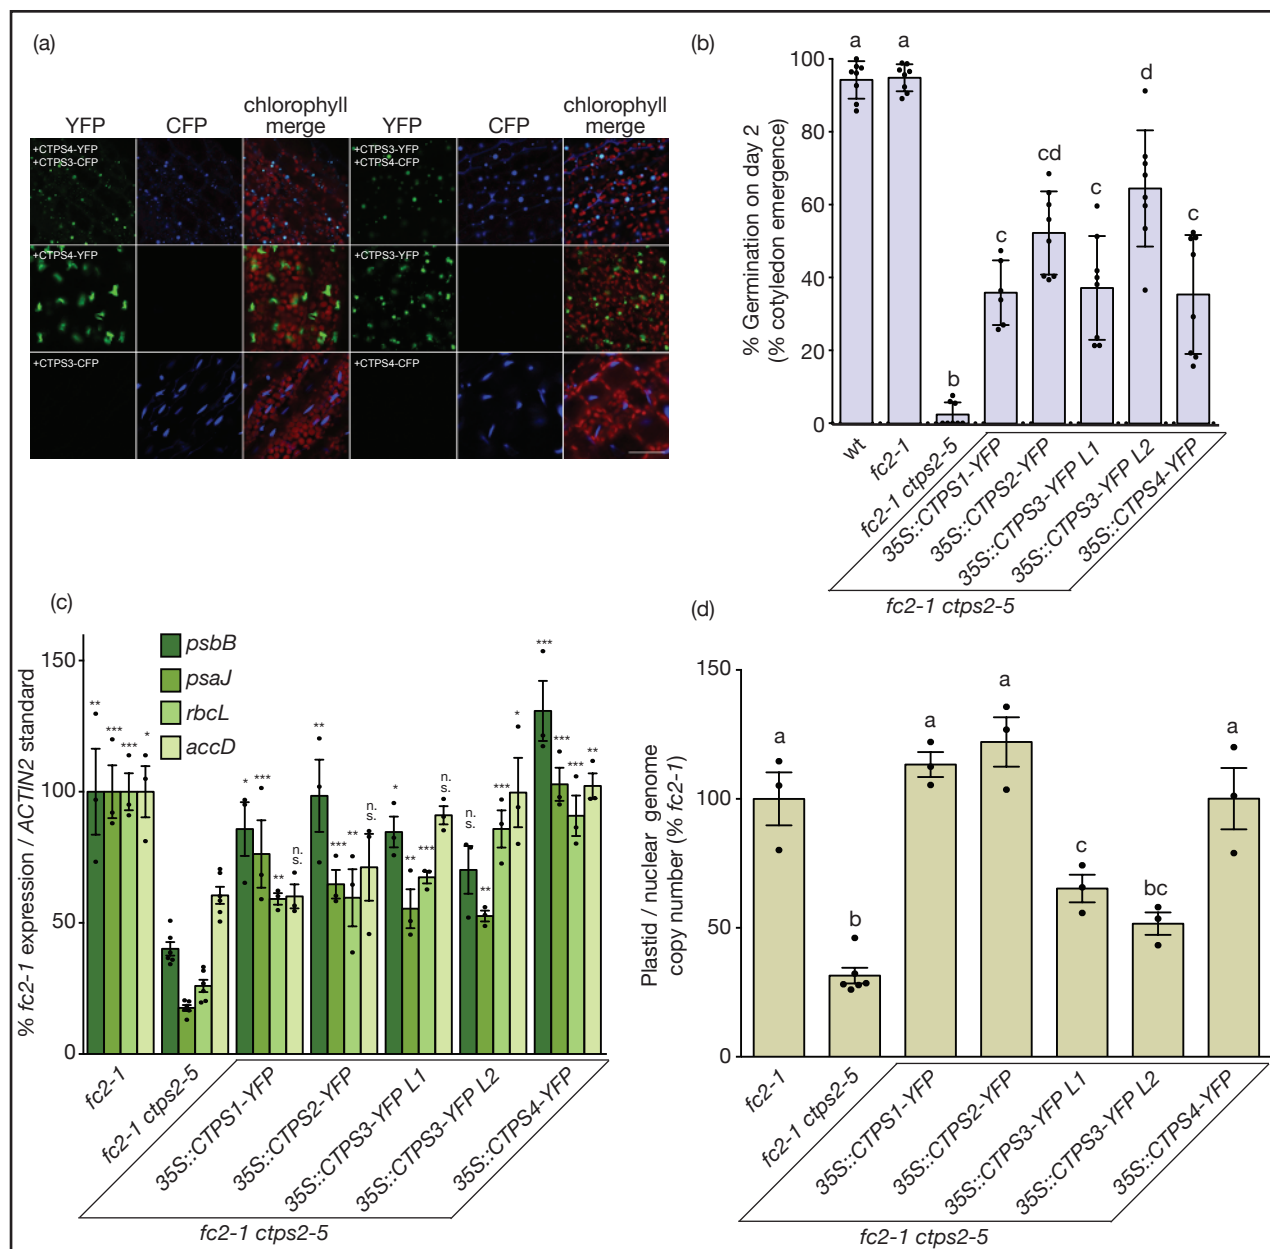 (a)
YFP CFP chlorophyll merge YFP CFP chlorophyll merge
+CTPS4-YFP
+CTPS3-CFP
+CTPS3-YFP
+CTPS4-CFP
+CTPS4-YFP
+CTPS3-YFP
+CTPS3-CFP
+CTPS4-CFP
(b)
% Germination on day 2
(% cotyledon emergence)
100
80
60
40
20
0
a a b c cd c d c
wt
fc2-1
fc2-1 ctps2-5
35S::CTPS1-YFP
35S::CTPS2-YFP
35S::CTPS3-YFP L1
35S::CTPS3-YFP L2
35S::CTPS4-YFP
fc2-1 ctps2-5
(c)
% fc2-1 expression / ACTIN2 standard
150
100
50
0
psbB
psaJ
rbcL
accD
** *** *** *
* *** ** n.s.
** *** ** n.s.
* ** *** n.s.
n.s. ** *** *
*** *** *** **
fc2-1
fc2-1 ctps2-5
35S::CTPS1-YFP
35S::CTPS2-YFP
35S::CTPS3-YFP L1
35S::CTPS3-YFP L2
35S::CTPS4-YFP
fc2-1 ctps2-5
(d)
Plastid / nuclear genome
copy number (% fc2-1)
150
100
50
0
a b a a c bc a
fc2-1
fc2-1 ctps2-5
35S::CTPS1-YFP
35S::CTPS2-YFP
35S::CTPS3-YFP L1
35S::CTPS3-YFP L2
35S::CTPS4-YFP
fc2-1 ctps2-5